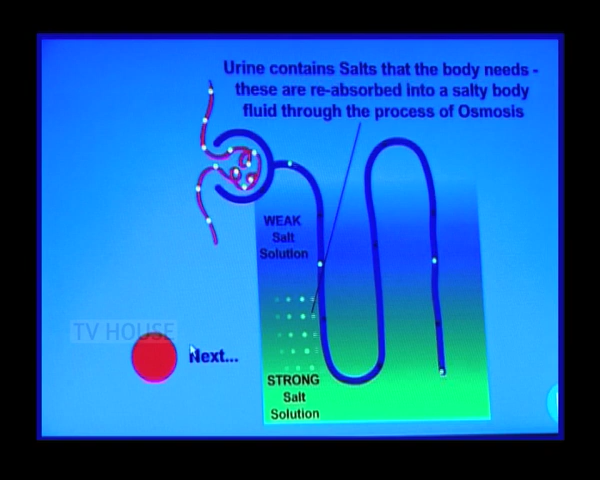 Urine contains Salts that the body needs -
these are re-absorbed into a salty body
fluid through the process of Osmosis
WEAK
Salt
Solution
TV HOUSE
Next...
STRONG
Salt
Solution